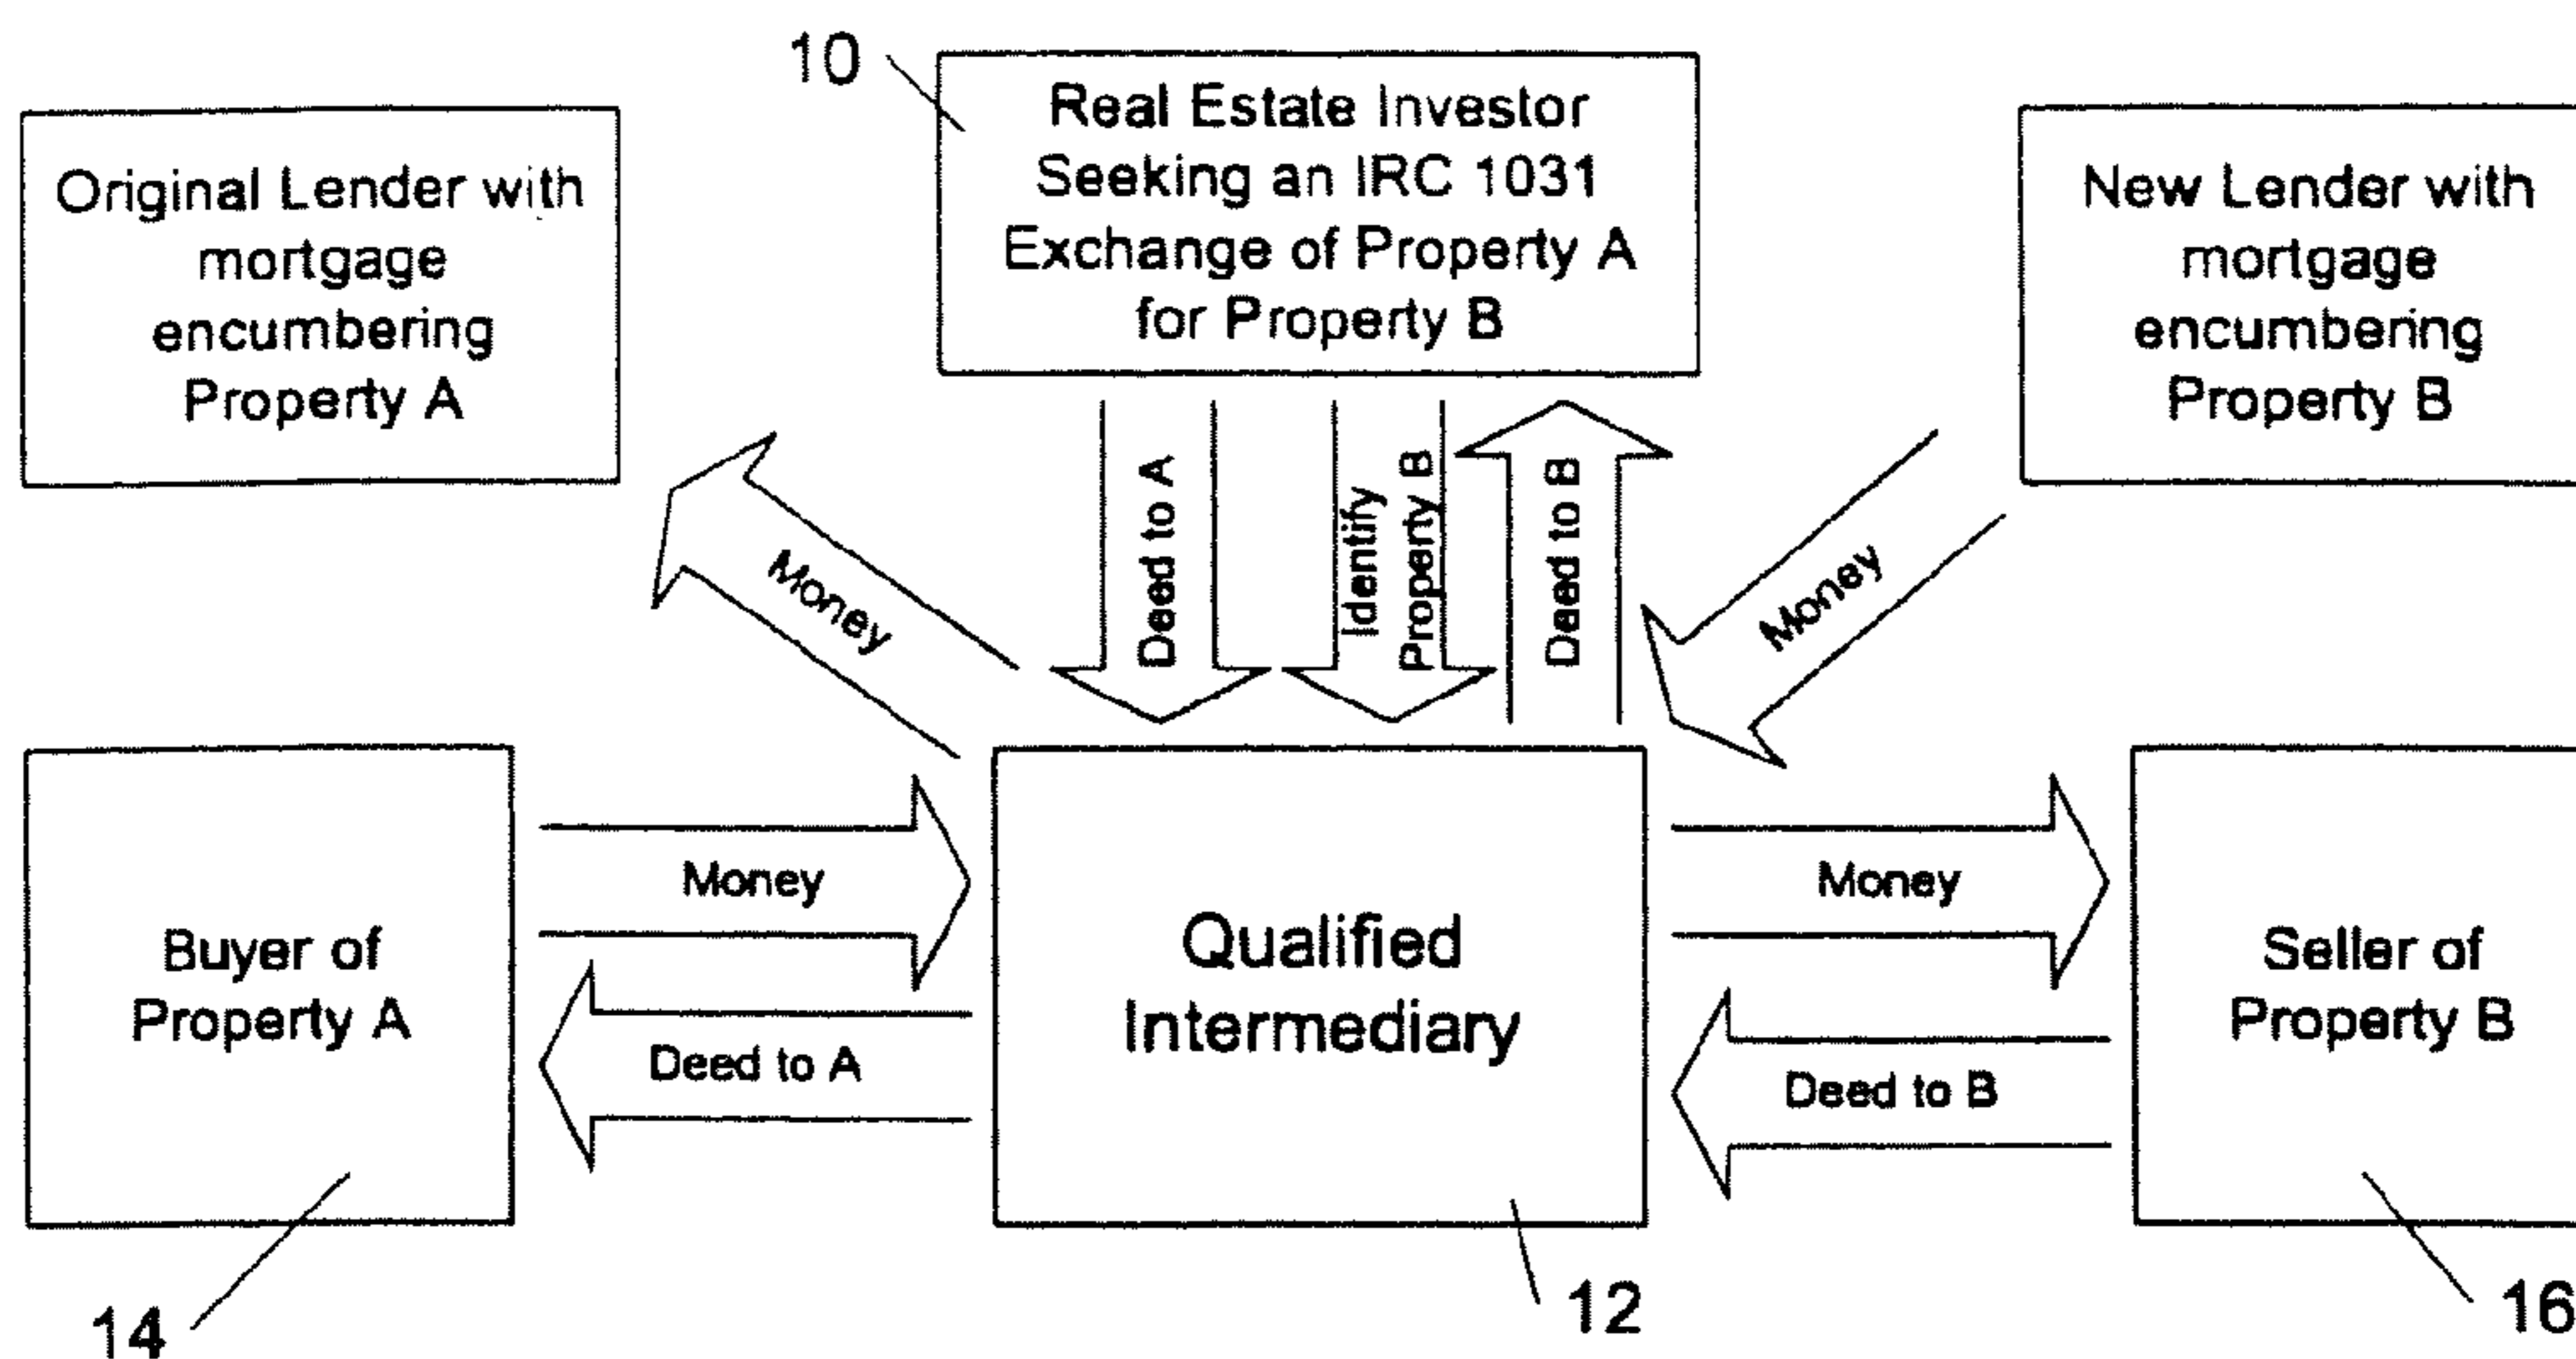 10
Real Estate Investor
Seeking an IRC 1031
Exchange of Property A
for Property B
Original Lender with
mortgage
encumbering
Property A
New Lender with
mortgage
encumbering
Property B
Money
Deed to A
Identify
Property B
Deed to B
Money
Buyer of
Property A
Money
Deed to A
Qualified
Intermediary
Money
Deed to B
Seller of
Property B
14
12
16